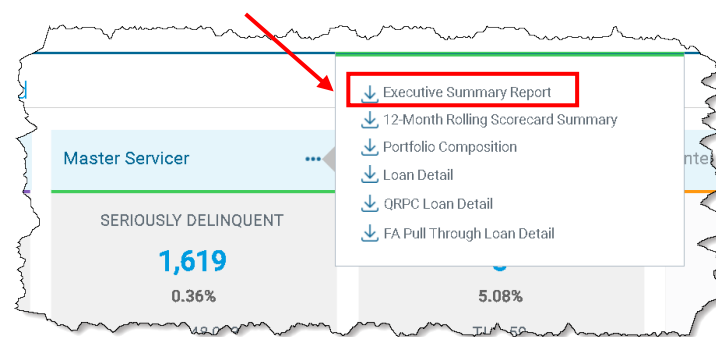 Executive Summary Report
12-Month Rolling Scorecard Summary
Portfolio Composition
Loan Detail
QRPC Loan Detail
FA Pull Through Loan Detail
Master Servicer
SERIOUSLY DELINQUENT
1,619
0.36%
5.08%